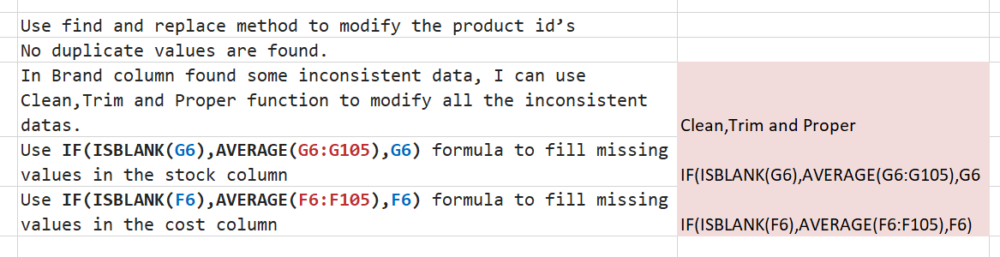 Use find and replace method to modify the product id’s
No duplicate values are found.
In Brand column found some inconsistent data, I can use
Clean,Trim and Proper function to modify all the inconsistent
datas.
Clean,Trim and Proper
Use IF(ISBLANK(G6),AVERAGE(G6:G105),G6) formula to fill missing
values in the stock column
IF(ISBLANK(G6),AVERAGE(G6:G105),G6
Use IF(ISBLANK(F6),AVERAGE(F6:F105),F6) formula to fill missing
values in the cost column
IF(ISBLANK(F6),AVERAGE(F6:F105),F6)